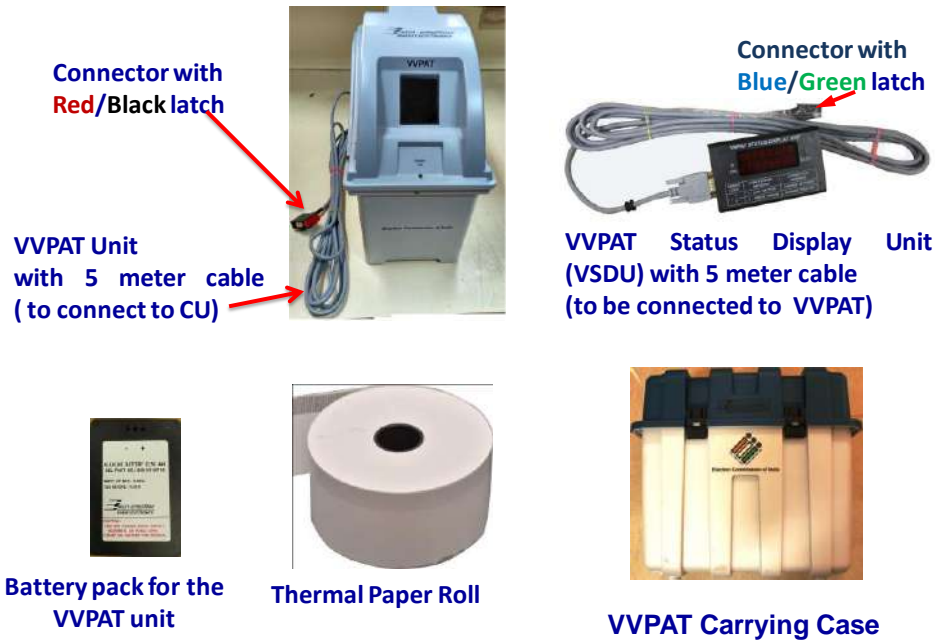 Connector with
Red/Black latch
VVPAT
Connector with
Blue/Green latch
VVPAT Unit
with 5 meter cable
( to connect to CU)
VVPAT Status Display Unit
(VSDU) with 5 meter cable
(to be connected to VVPAT)
Election Commission of India
Battery pack for the
VVPAT unit
Thermal Paper Roll
VVPAT Carrying Case